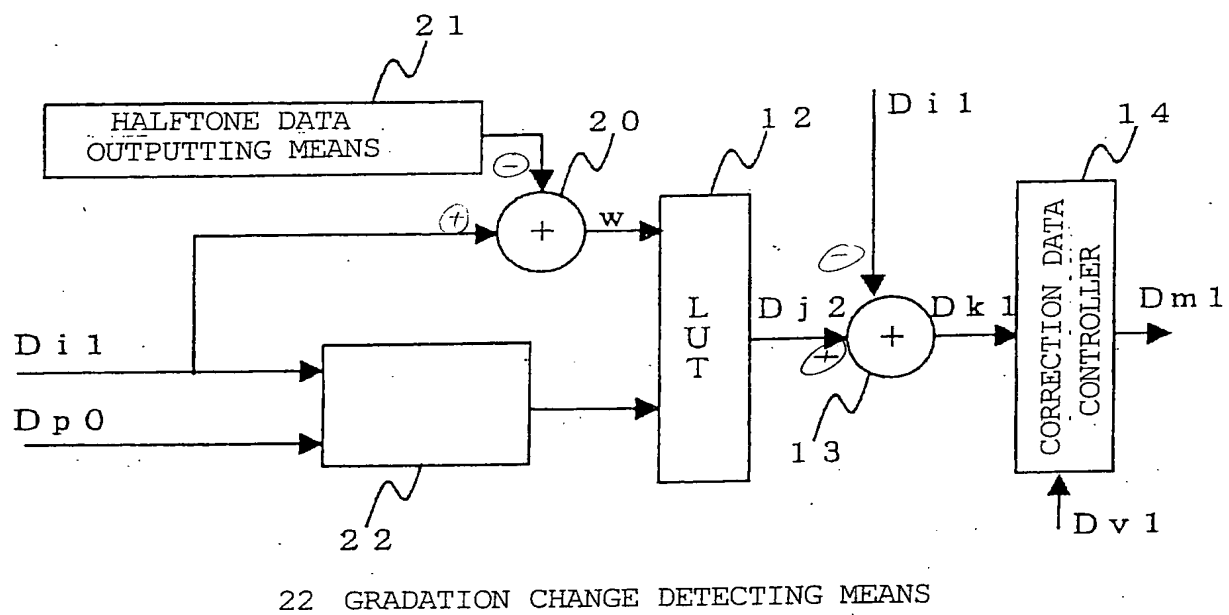 21
HALFTONE DATA
OUTPUTTING MEANS
20
12
Di1
14
−
+
+
w
LUT
−
Dj2
+
+
Dk1
CORRECTION DATA
CONTROLLER
Dm1
Di1
Dp0
13
22
Dv1
22 GRADATION CHANGE DETECTING MEANS